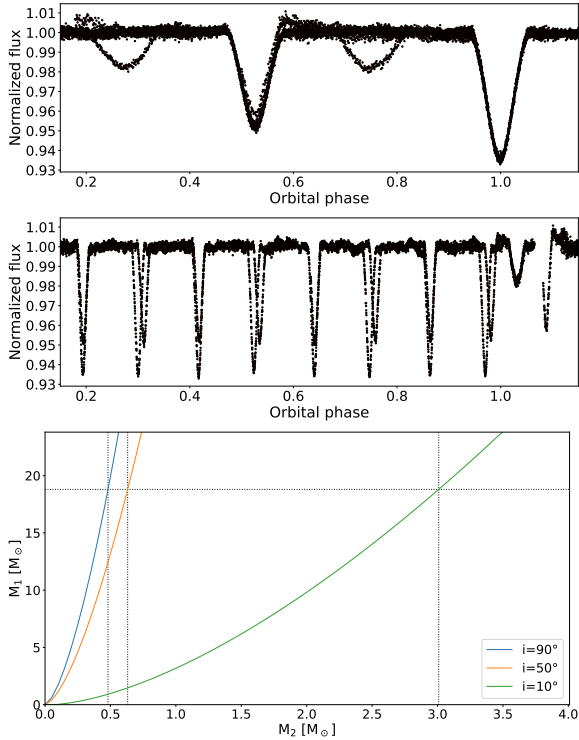 1.01
1.00
0.99
0.98
0.97
0.96
0.95
0.94
0.93
Normalized flux
0.2 0.4 0.6 0.8 1.0
Orbital phase
1.01
1.00
0.99
0.98
0.97
0.96
0.95
0.94
0.93
Normalized flux
0.2 0.4 0.6 0.8 1.0
Orbital phase
20
15
10
5
0
M₁ [M☉]
i=90°
i=50°
i=10°
0.0 0.5 1.0 1.5 2.0 2.5 3.0 3.5 4.0
M₂ [M☉]